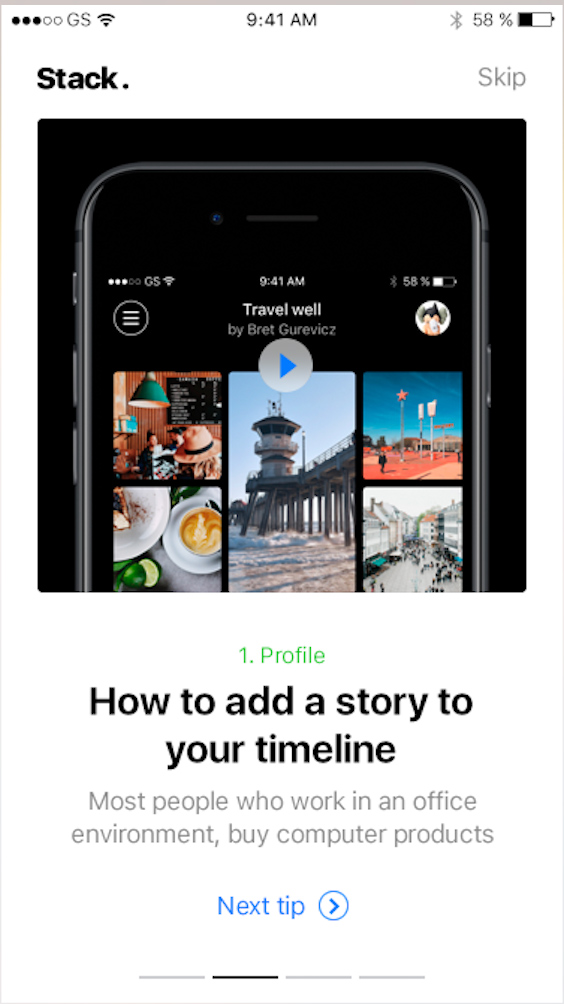 GS 9:41 AM 58 %
Stack.
Skip
GS 9:41 AM 58 %
Travel well
by Bret Gurevicz
1. Profile
How to add a story to
your timeline
Most people who work in an office
environment, buy computer products
Next tip